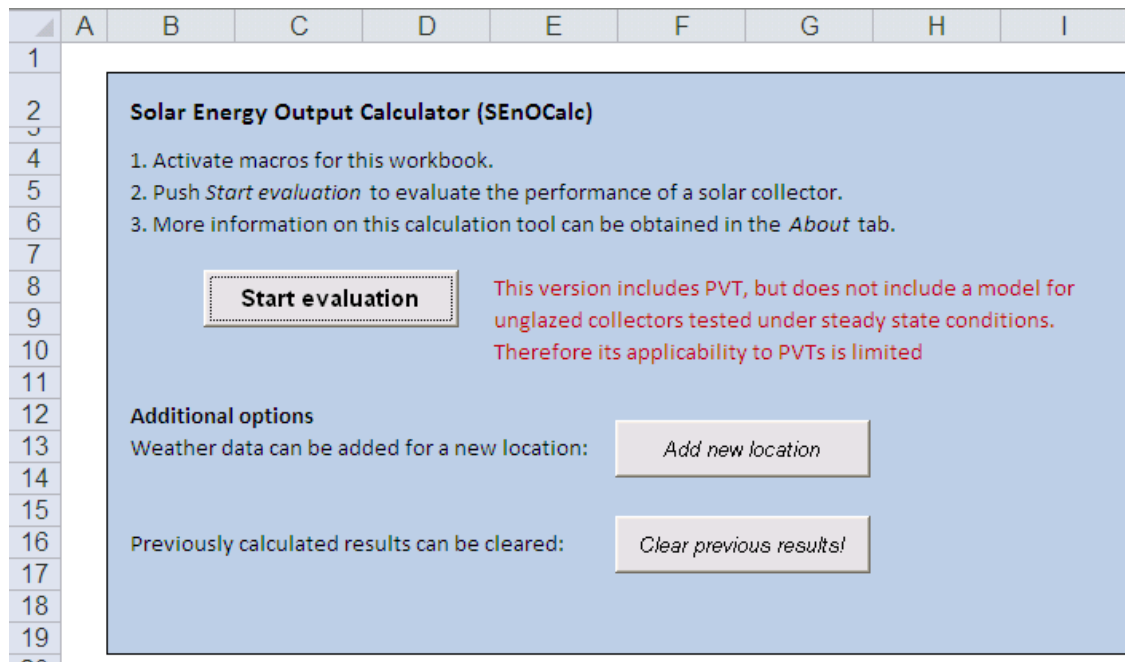 A B C D E F G H I
1
2 Solar Energy Output Calculator (SEnOCalc)
3
4 1. Activate macros for this workbook.
5 2. Push Start evaluation to evaluate the performance of a solar collector.
6 3. More information on this calculation tool can be obtained in the About tab.
7
8 Start evaluation This version includes PVT, but does not include a model for
9 unglazed collectors tested under steady state conditions.
10 Therefore its applicability to PVTs is limited
11
12 Additional options
13 Weather data can be added for a new location: Add new location
14
15
16 Previously calculated results can be cleared: Clear previous results!
17
18
19
20